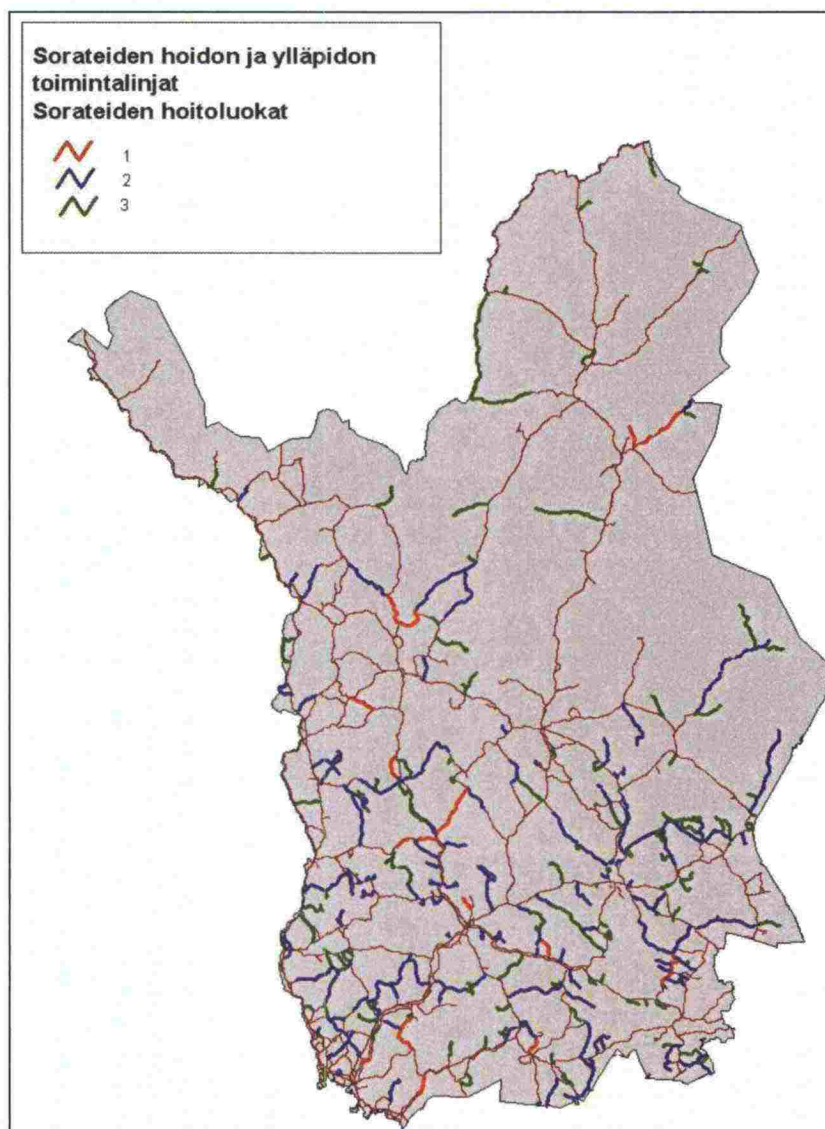 Sorateiden hoidon ja ylläpidon
toimintalinjat
Sorateiden hoitoluokat
1
2
3